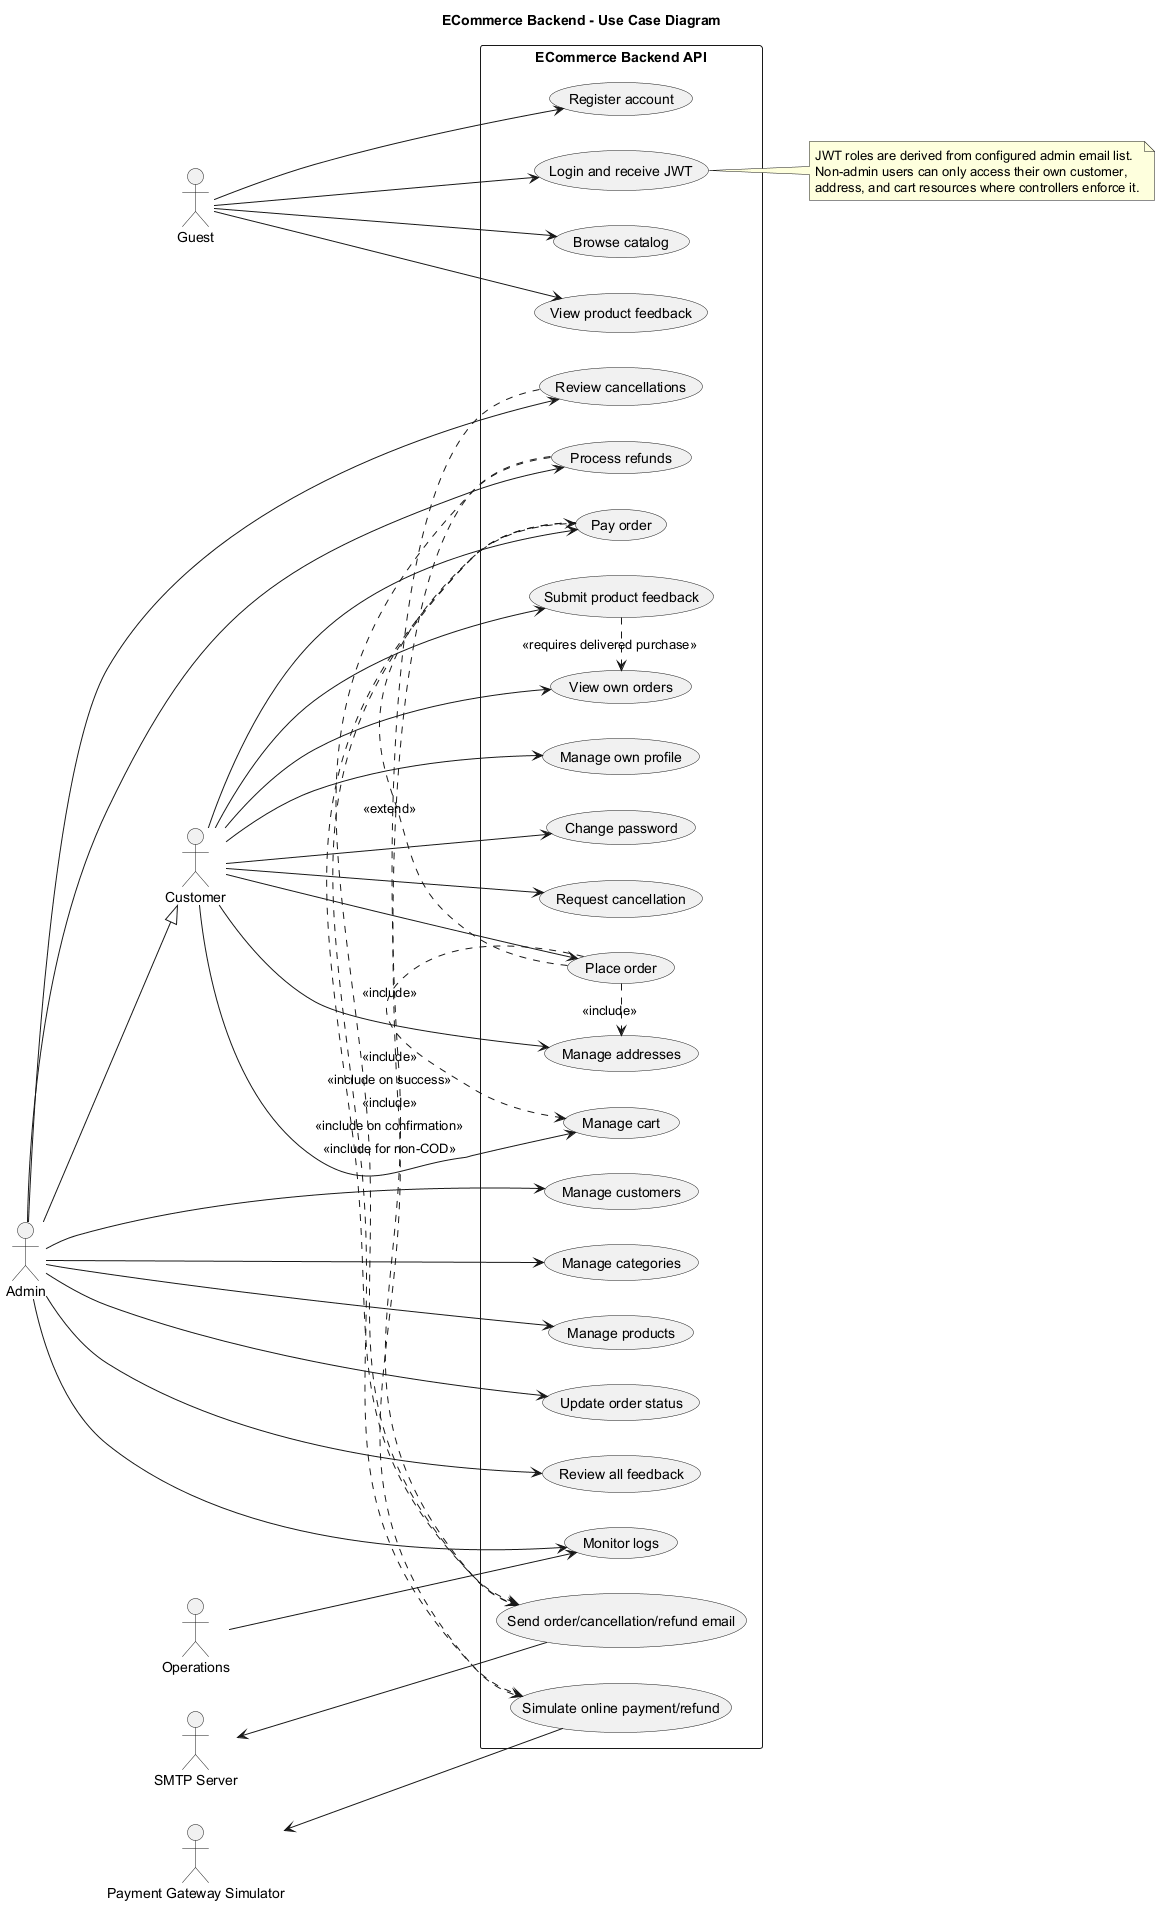 ECommerce Backend - Use Case Diagram
ECommerce Backend API
Register account
JWT roles are derived from configured admin email list.
Non-admin users can only access their own customer,
address, and cart resources where controllers enforce it.
Login and receive JWT
Guest
Browse catalog
View product feedback
Review cancellations
Process refunds
Pay order
Submit product feedback
«requires delivered purchase»
View own orders
Manage own profile
«extend»
Change password
Customer
Request cancellation
Place order
«include»
«include»
Manage addresses
«include»
«include on success»
«include»
Manage cart
«include on confirmation»
«include for non-COD»
Manage customers
Manage categories
Admin
Manage products
Update order status
Review all feedback
Monitor logs
Send order/cancellation/refund email
Operations
Simulate online payment/refund
SMTP Server
Payment Gateway Simulator